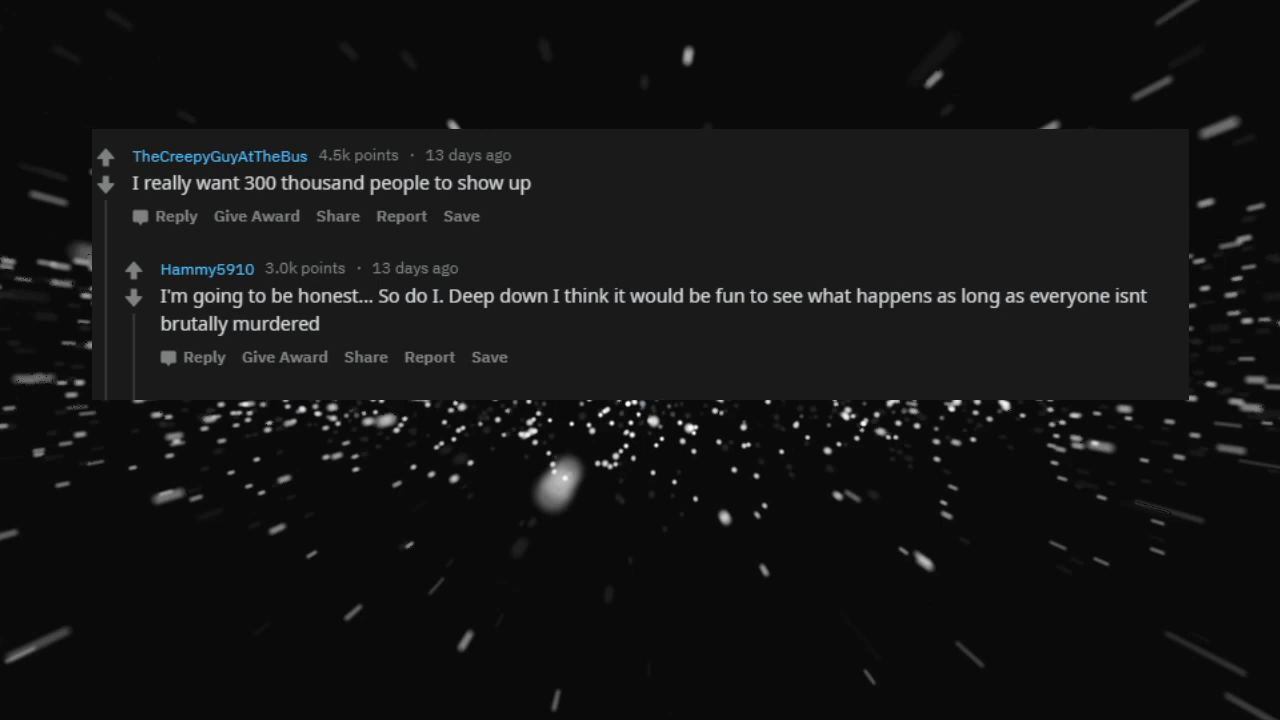 TheCreepyGuyAtTheBus 4.5k points · 13 days ago
I really want 300 thousand people to show up
Reply Give Award Share Report Save
Hammy5910 3.0k points · 13 days ago
I'm going to be honest... So do I. Deep down I think it would be fun to see what happens as long as everyone isnt
brutally murdered
Reply Give Award Share Report Save